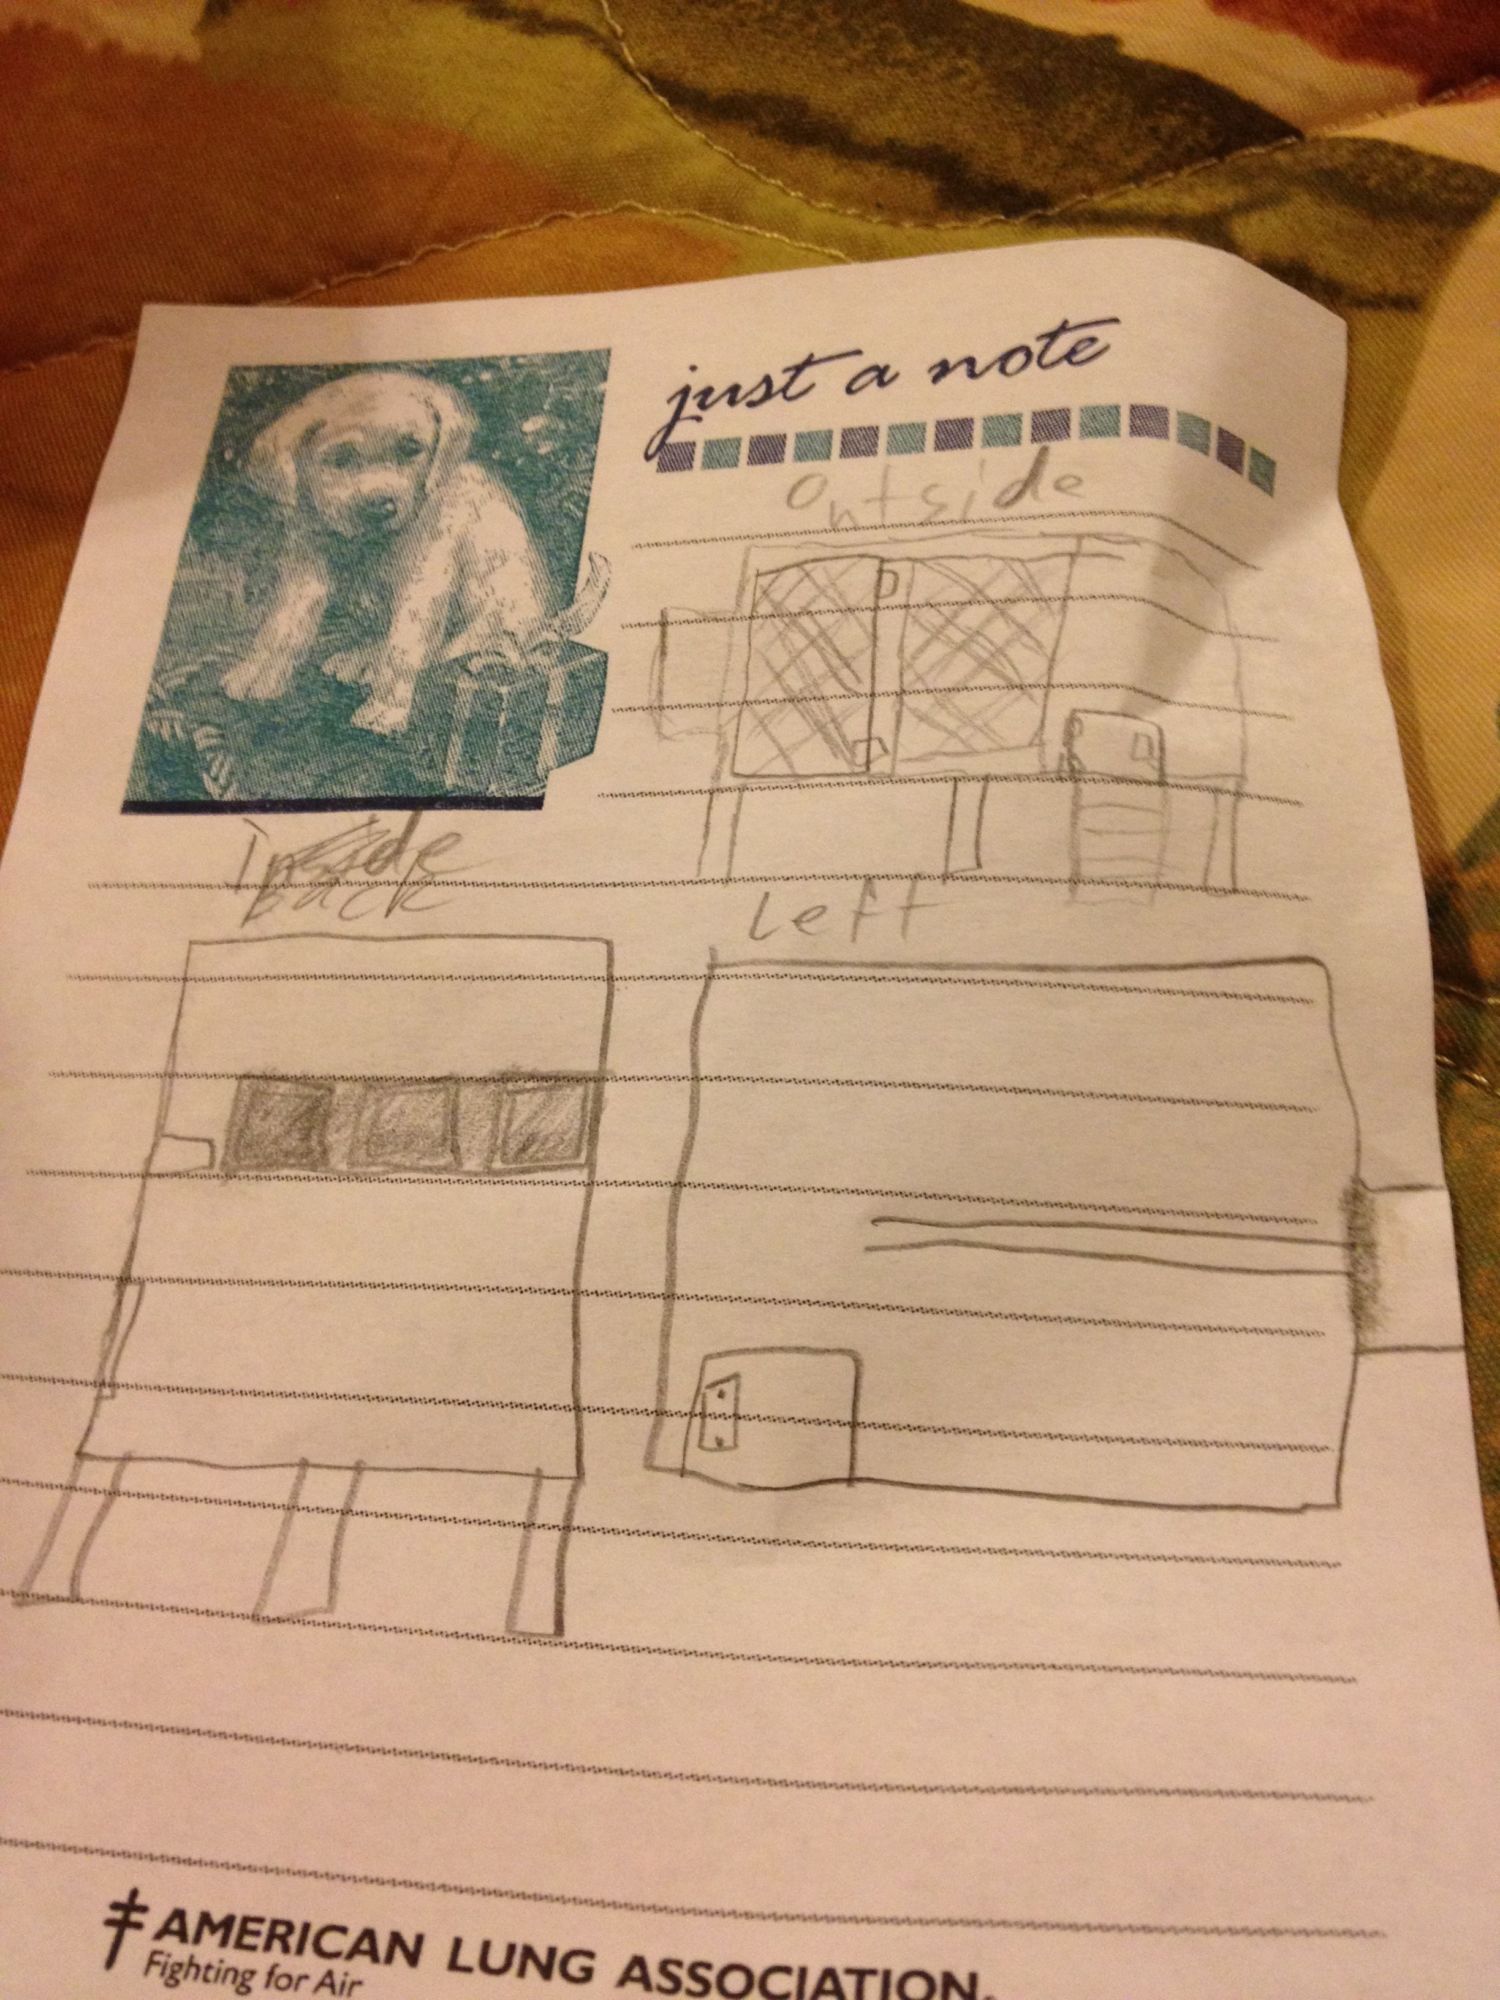 just a note
Outside
Inside
back
Left
AMERICAN LUNG ASSOCIATION.
Fighting for Air